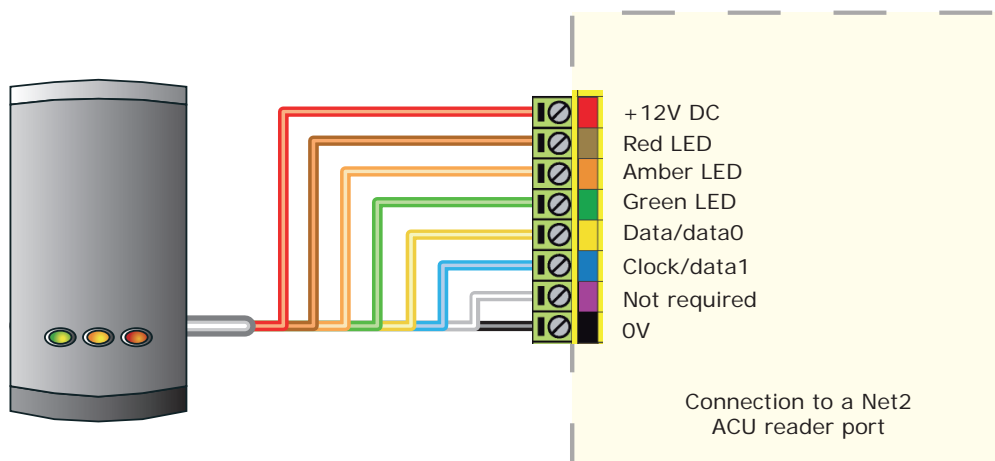 +12V DC
Red LED
Amber LED
Green LED
Data/data0
Clock/data1
Not required
0V
Connection to a Net2
ACU reader port